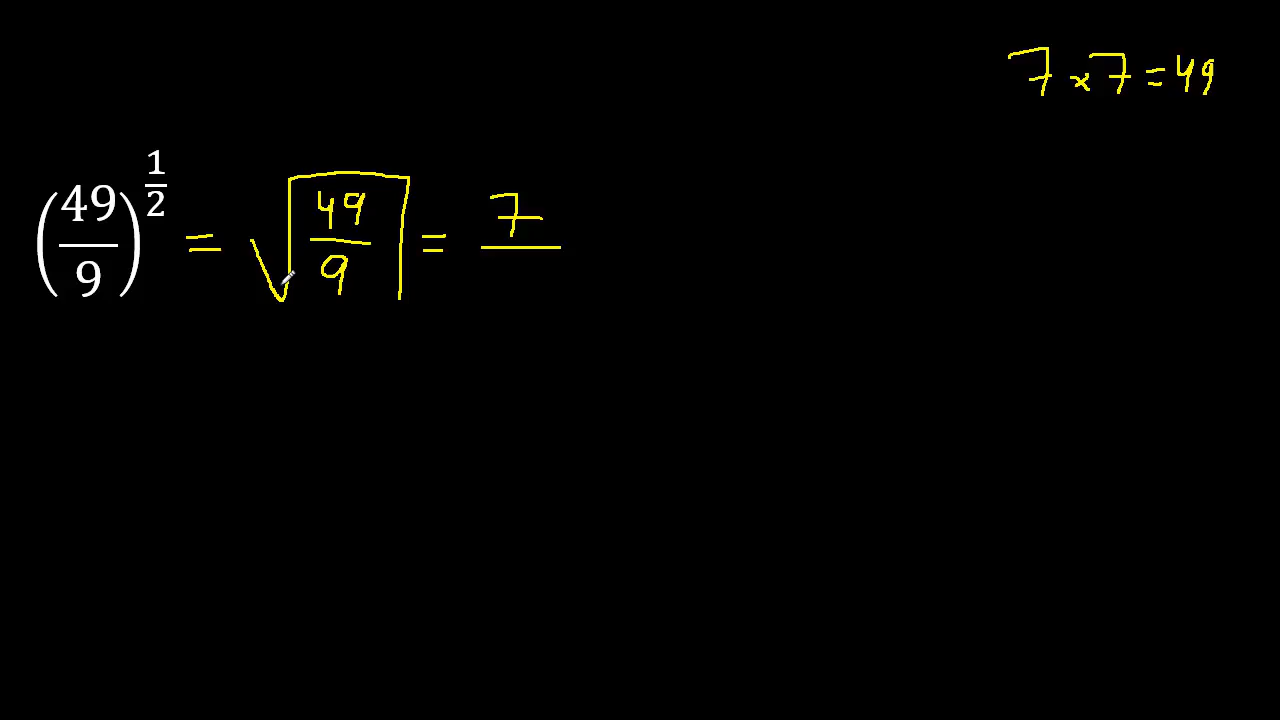 7 × 7 = 49
(49/9)^(1/2) = √(49/9) = 7/